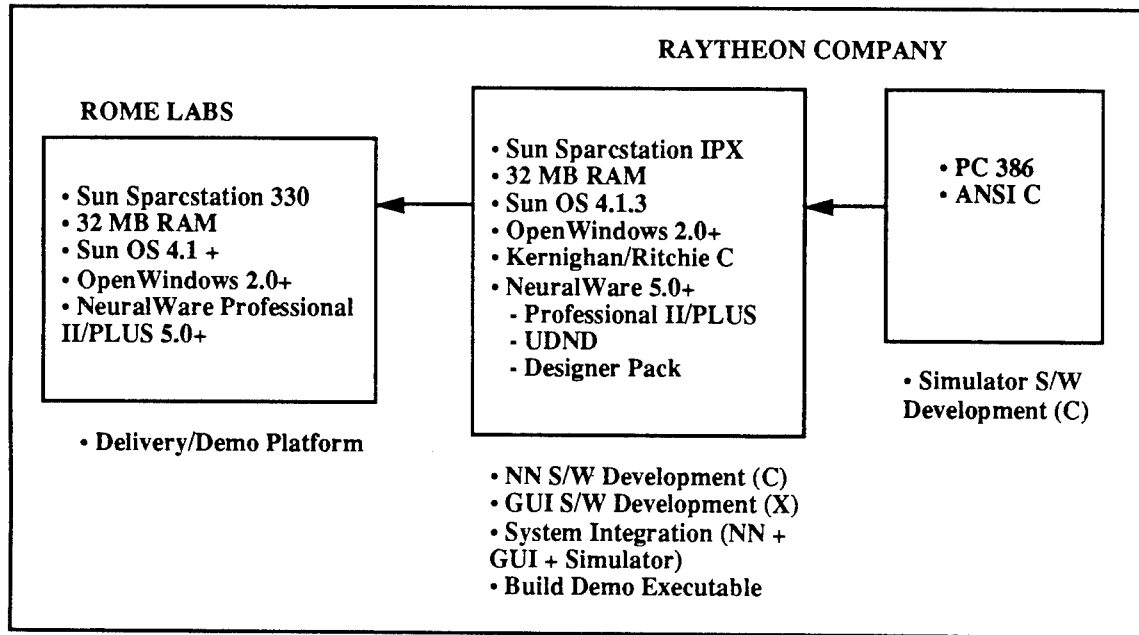 RAYTHEON COMPANY
ROME LABS
• Sun Sparcstation 330
• 32 MB RAM
• Sun OS 4.1 +
• OpenWindows 2.0+
• NeuralWare Professional
II/PLUS 5.0+
• Delivery/Demo Platform
• Sun Sparcstation IPX
• 32 MB RAM
• Sun OS 4.1.3
• OpenWindows 2.0+
• Kernighan/Ritchie C
• NeuralWare 5.0+
- Professional II/PLUS
- UDND
- Designer Pack
• NN S/W Development (C)
• GUI S/W Development (X)
• System Integration (NN +
GUI + Simulator)
• Build Demo Executable
• PC 386
• ANSI C
• Simulator S/W
Development (C)